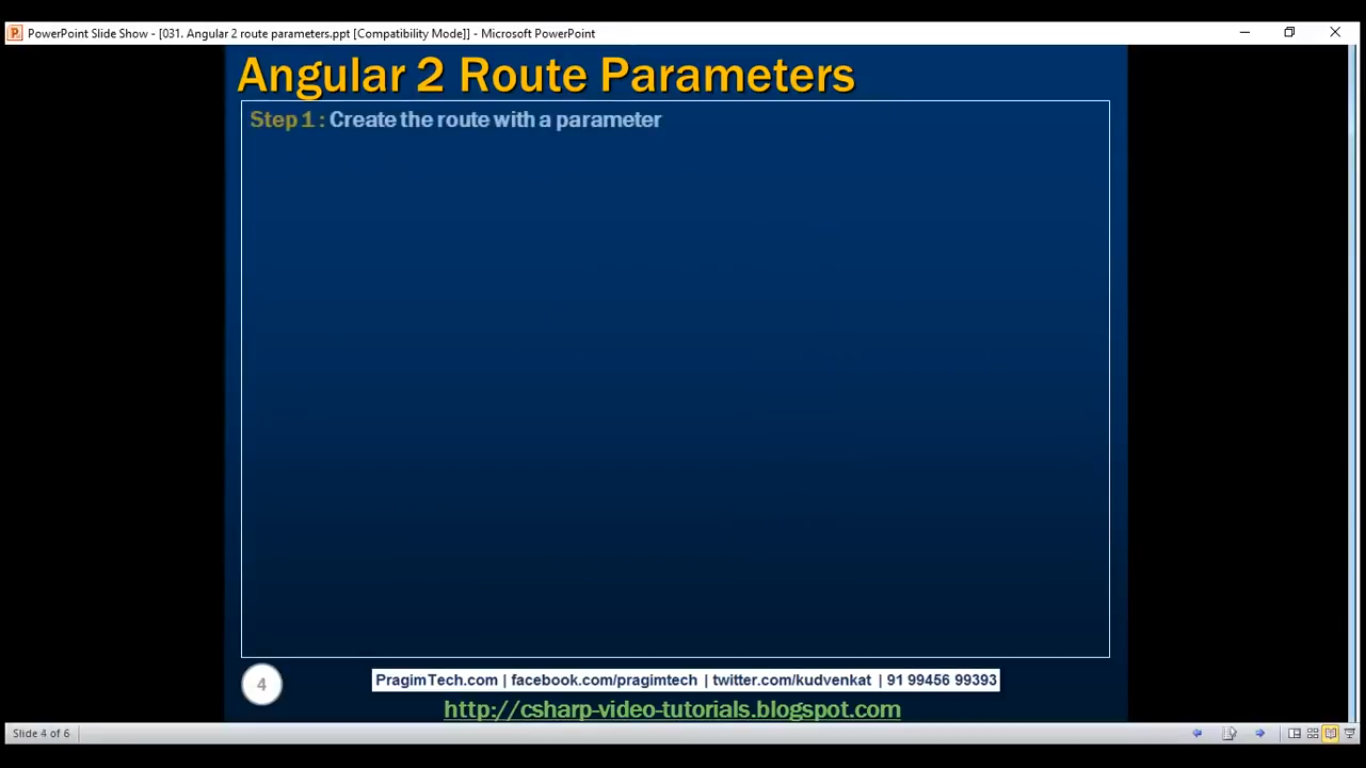 PowerPoint Slide Show - [031. Angular 2 route parameters.ppt [Compatibility Mode]] - Microsoft PowerPoint
Angular 2 Route Parameters
Step 1 : Create the route with a parameter
4
PragimTech.com | facebook.com/pragimtech | twitter.com/kudvenkat | 91 99456 99393
http://csharp-video-tutorials.blogspot.com
Slide 4 of 6